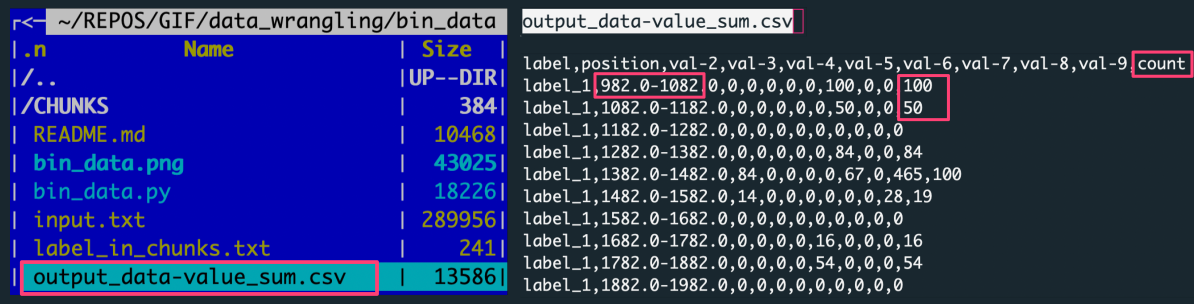 ┌<─ ~/REPOS/GIF/data_wrangling/bin_data
.n Name Size
/.. UP--DIR
/CHUNKS 384
README.md 10468
bin_data.png 43025
bin_data.py 18226
input.txt 289956
label_in_chunks.txt 241
output_data-value_sum.csv 13586
output_data-value_sum.csv
label,position,val-2,val-3,val-4,val-5,val-6,val-7,val-8,val-9,count
label_1,982.0-1082.0,0,0,0,0,0,100,0,0,100
label_1,1082.0-1182.0,0,0,0,0,0,50,0,0,50
label_1,1182.0-1282.0,0,0,0,0,0,0,0,0,0
label_1,1282.0-1382.0,0,0,0,0,0,84,0,0,84
label_1,1382.0-1482.0,84,0,0,0,0,67,0,465,100
label_1,1482.0-1582.0,14,0,0,0,0,0,0,28,19
label_1,1582.0-1682.0,0,0,0,0,0,0,0,0,0
label_1,1682.0-1782.0,0,0,0,0,16,0,0,0,16
label_1,1782.0-1882.0,0,0,0,0,54,0,0,0,54
label_1,1882.0-1982.0,0,0,0,0,0,0,0,0,0